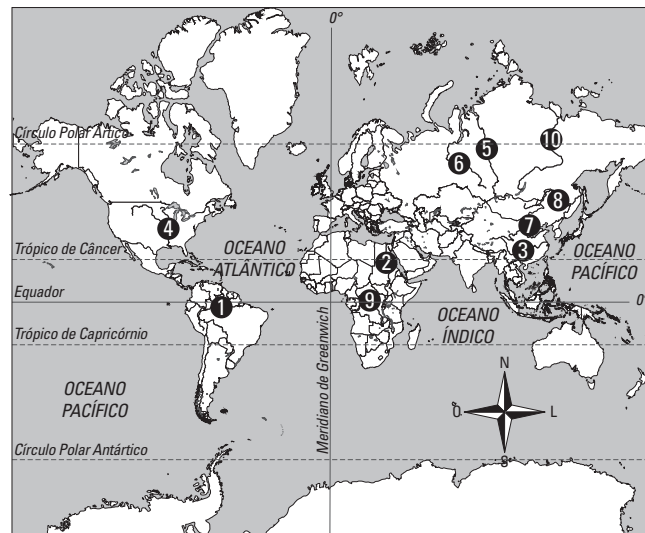 0°
Círculo Polar Ártico
10
5
6
8
7
4
3
OCEANO
ATLÂNTICO
Trópico de Câncer
2
OCEANO
PACÍFICO
Equador
9
0°
1
OCEANO
ÍNDICO
Trópico de Capricórnio
Meridiano de Greenwich
OCEANO
PACÍFICO
N
O
L
S
Círculo Polar Antártico